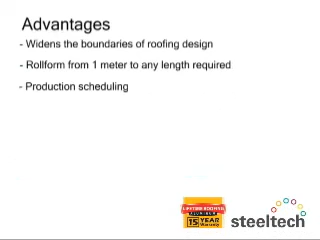 Advantages
- Widens the boundaries of roofing design
- Rollform from 1 meter to any length required
- Production scheduling
15 YEAR
Warranty
steeltech